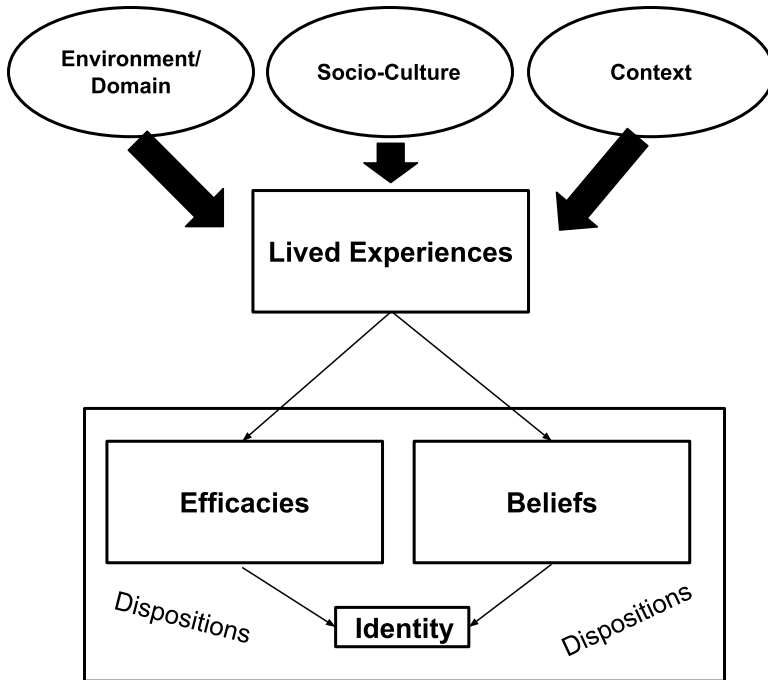 Environment/
Domain
Socio-Culture
Context
Lived Experiences
Efficacies
Beliefs
Dispositions
Identity
Dispositions